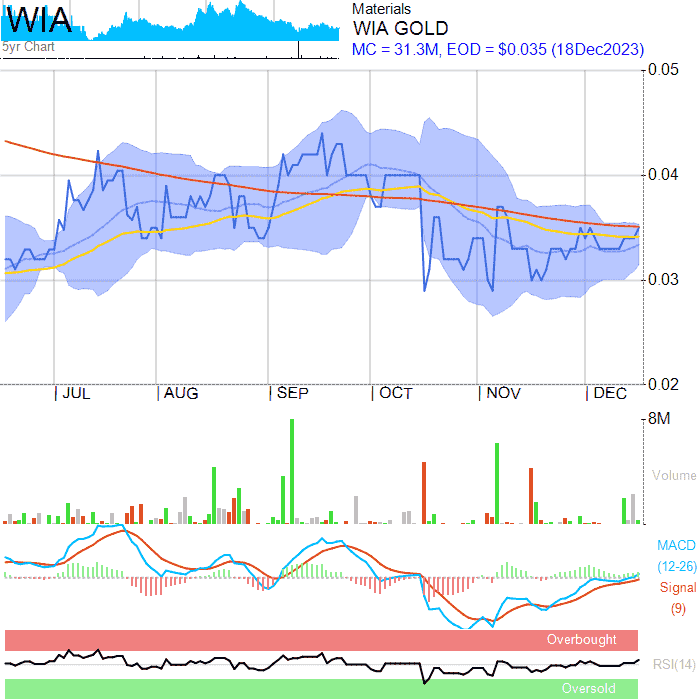 WIA
5yr Chart
Materials
WIA GOLD
MC = 31.3M, EOD = $0.035 (18Dec2023)
0.05
0.04
0.03
0.02
JUL AUG SEP OCT NOV DEC
8M
Volume
MACD
(12-26)
Signal
(9)
Overbought
RSI(14)
Oversold